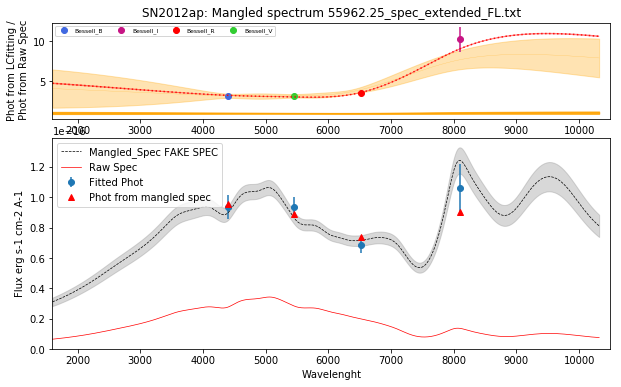 SN2012ap: Mangled spectrum 55962.25_spec_extended_FL.txt
Phot from LCfitting /
Phot from Raw Spec
10
5
Bessell_B
Bessell_I
Bessell_R
Bessell_V
2000 3000 4000 5000 6000 7000 8000 9000 10000
1e−16
Flux erg s-1 cm-2 A-1
1.2
1.0
0.8
0.6
0.4
0.2
0.0
Mangled_Spec FAKE SPEC
Raw Spec
Fitted Phot
Phot from mangled spec
2000 3000 4000 5000 6000 7000 8000 9000 10000
Wavelenght